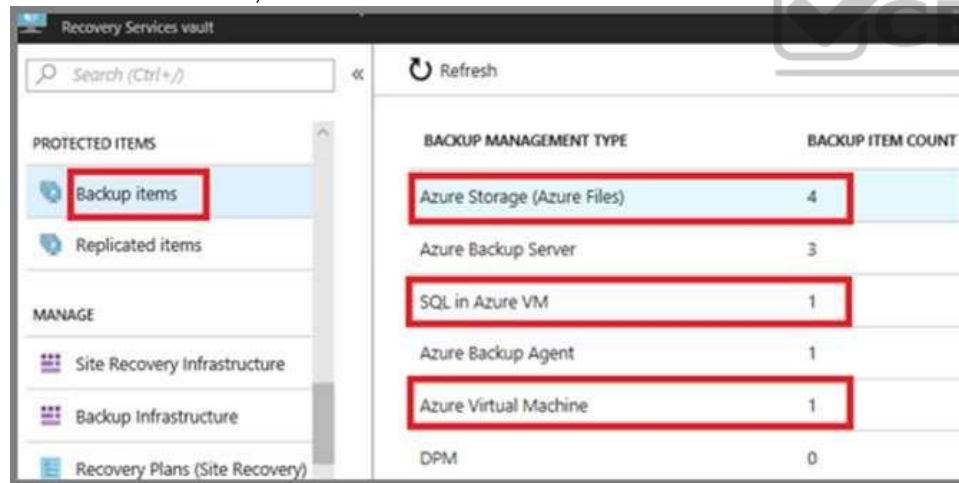 Recovery Services vault
Search (Ctrl+/)
«
Refresh
PROTECTED ITEMS
Backup items
Replicated items
MANAGE
Site Recovery Infrastructure
Backup Infrastructure
Recovery Plans (Site Recovery)
BACKUP MANAGEMENT TYPE BACKUP ITEM COUNT
Azure Storage (Azure Files) 4
Azure Backup Server 3
SQL in Azure VM 1
Azure Backup Agent 1
Azure Virtual Machine 1
DPM 0